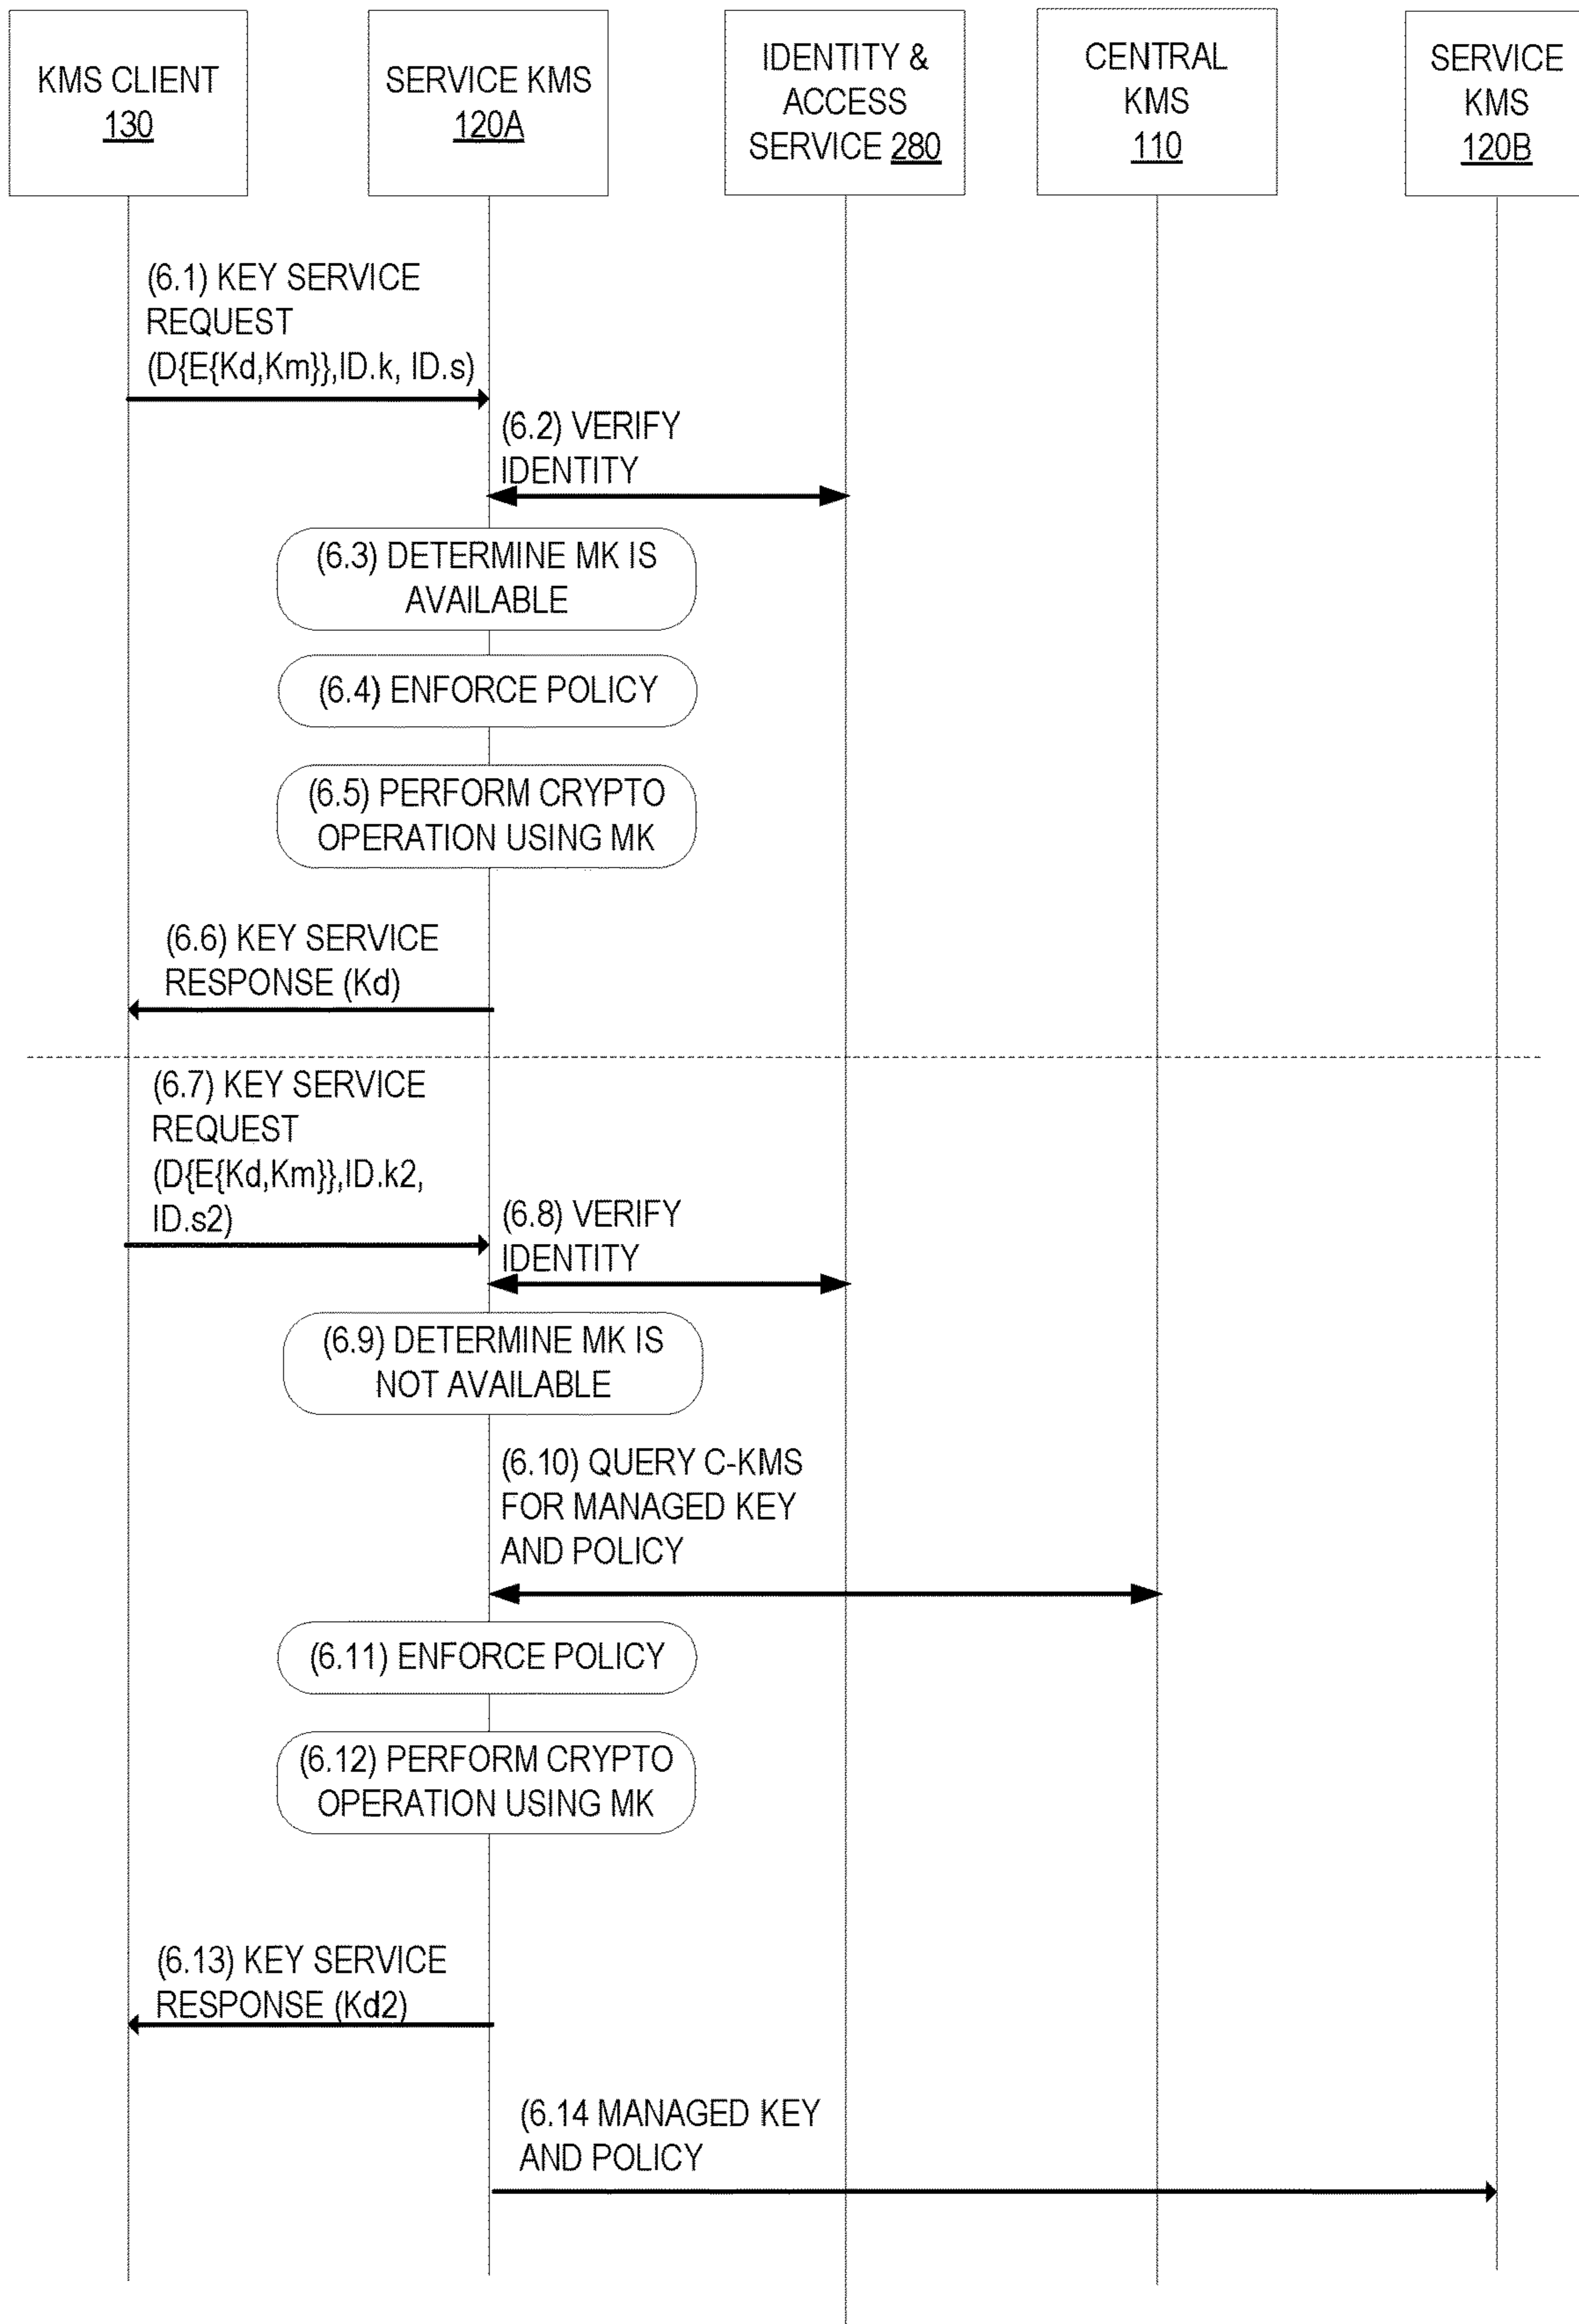 KMS CLIENT
130
SERVICE KMS
120A
IDENTITY &
ACCESS
SERVICE 280
CENTRAL
KMS
110
SERVICE
KMS
120B
(6.1) KEY SERVICE
REQUEST
(D{E{Kd,Km}},ID.k, ID.s)
(6.2) VERIFY
IDENTITY
(6.3) DETERMINE MK IS
AVAILABLE
(6.4) ENFORCE POLICY
(6.5) PERFORM CRYPTO
OPERATION USING MK
(6.6) KEY SERVICE
RESPONSE (Kd)
(6.7) KEY SERVICE
REQUEST
(D{E{Kd,Km}},ID.k2,
ID.s2)
(6.8) VERIFY
IDENTITY
(6.9) DETERMINE MK IS
NOT AVAILABLE
(6.10) QUERY C-KMS
FOR MANAGED KEY
AND POLICY
(6.11) ENFORCE POLICY
(6.12) PERFORM CRYPTO
OPERATION USING MK
(6.13) KEY SERVICE
RESPONSE (Kd2)
(6.14 MANAGED KEY
AND POLICY